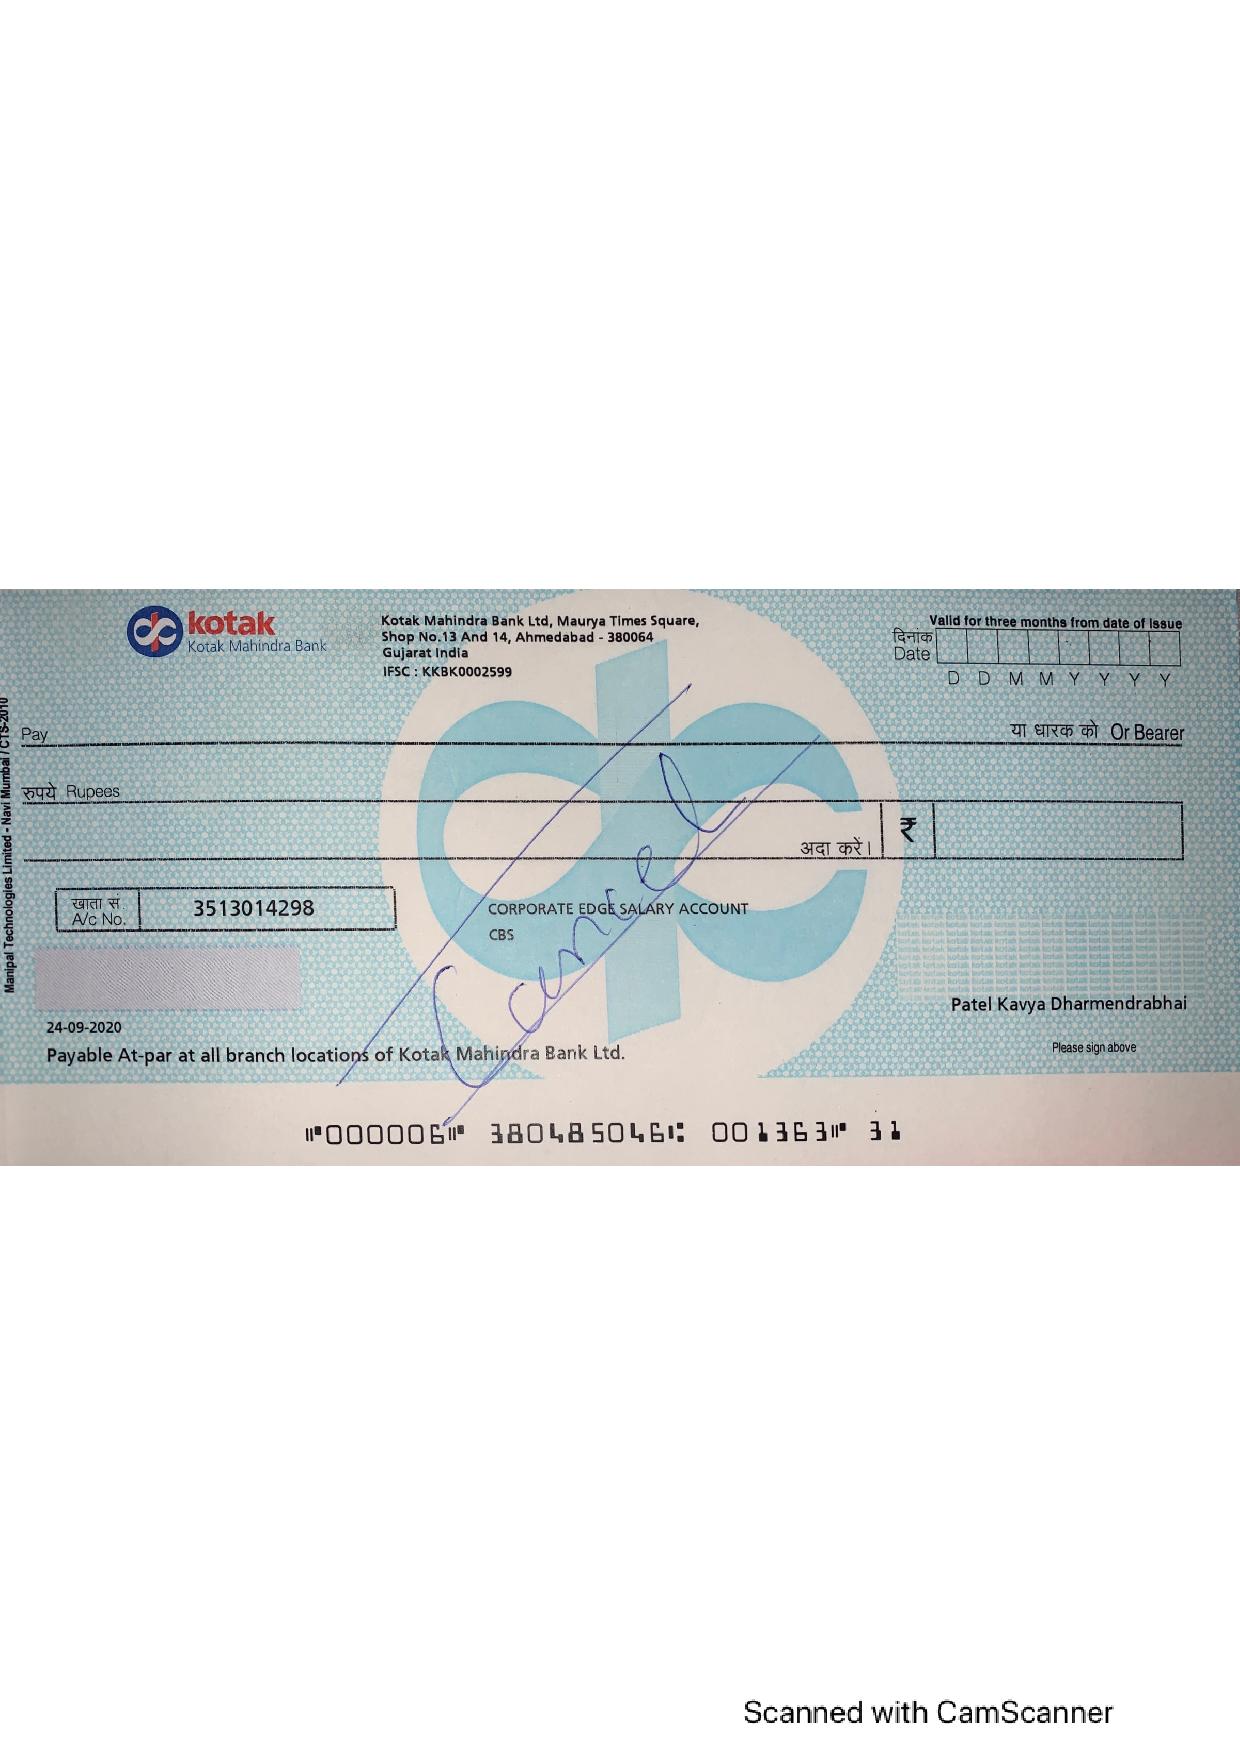 kotak
Kotak Mahindra Bank
Kotak Mahindra Bank Ltd, Maurya Times Square,
Shop No.13 And 14, Ahmedabad - 380064
Gujarat India
IFSC : KKBK0002599
Valid for three months from date of issue
दिनांक
Date
D D M M Y Y Y Y
Pay
या धारक को Or Bearer
रुपये Rupees
अदा करें।
₹
खाता सं.
A/c No.
3513014298
CORPORATE EDGE SALARY ACCOUNT
CBS
Cancel
Manipal Technologies Limited - Navi Mumbai / CTS-2010
Patel Kavya Dharmendrabhai
24-09-2020
Please sign above
Payable At-par at all branch locations of Kotak Mahindra Bank Ltd.
⑈000006⑈ 380485046⑆ 001363⑈ 31
Scanned with CamScanner